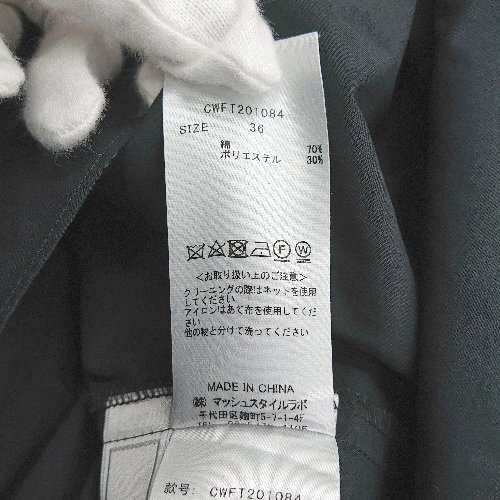 CWFT201084
SIZE 36
綿 70%
ポリエステル 30%
<お取り扱い上のご注意>
クリーニングの際はネットを使用
してください
アイロンはあて布を使用してくだ
さい
他の物と分けて洗ってください
MADE IN CHINA
(株) マッシュスタイルラボ
千代田区麹町5-7-1-4F
款号: CWFT201084